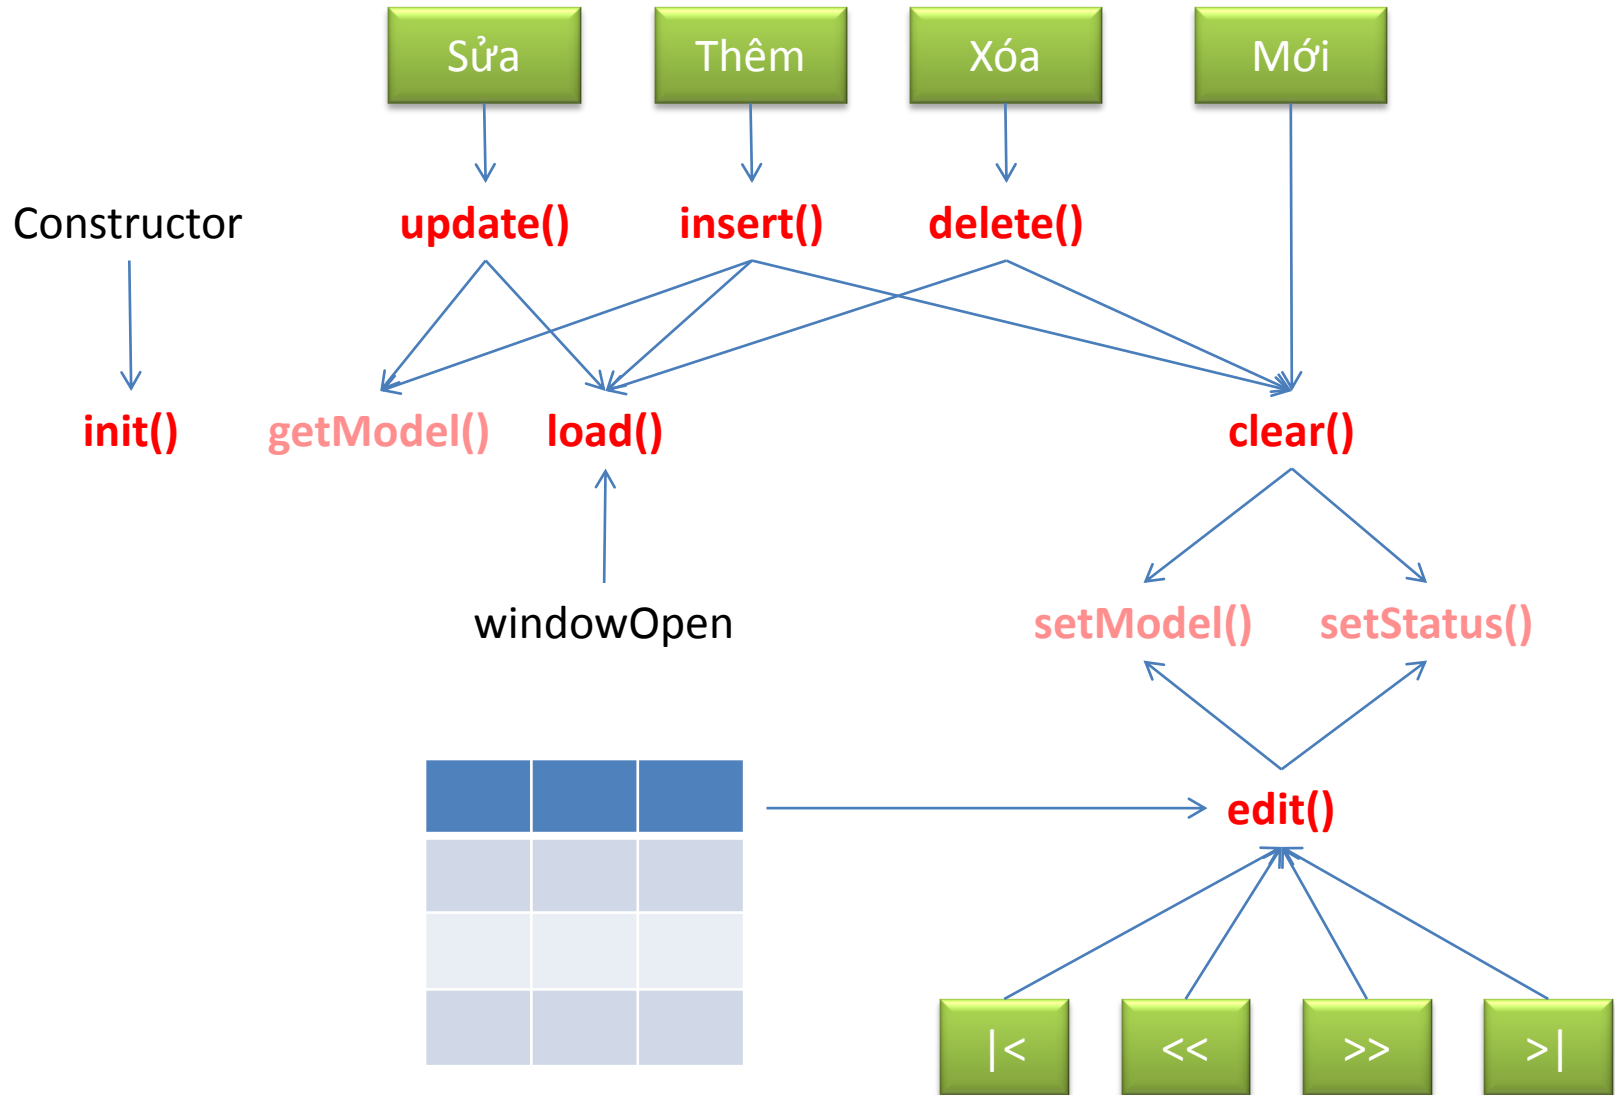 Sửa Thêm Xóa Mới
Constructor update() insert() delete()
init() getModel() load() clear()
windowOpen setModel() setStatus()
edit()
|< << >> >|